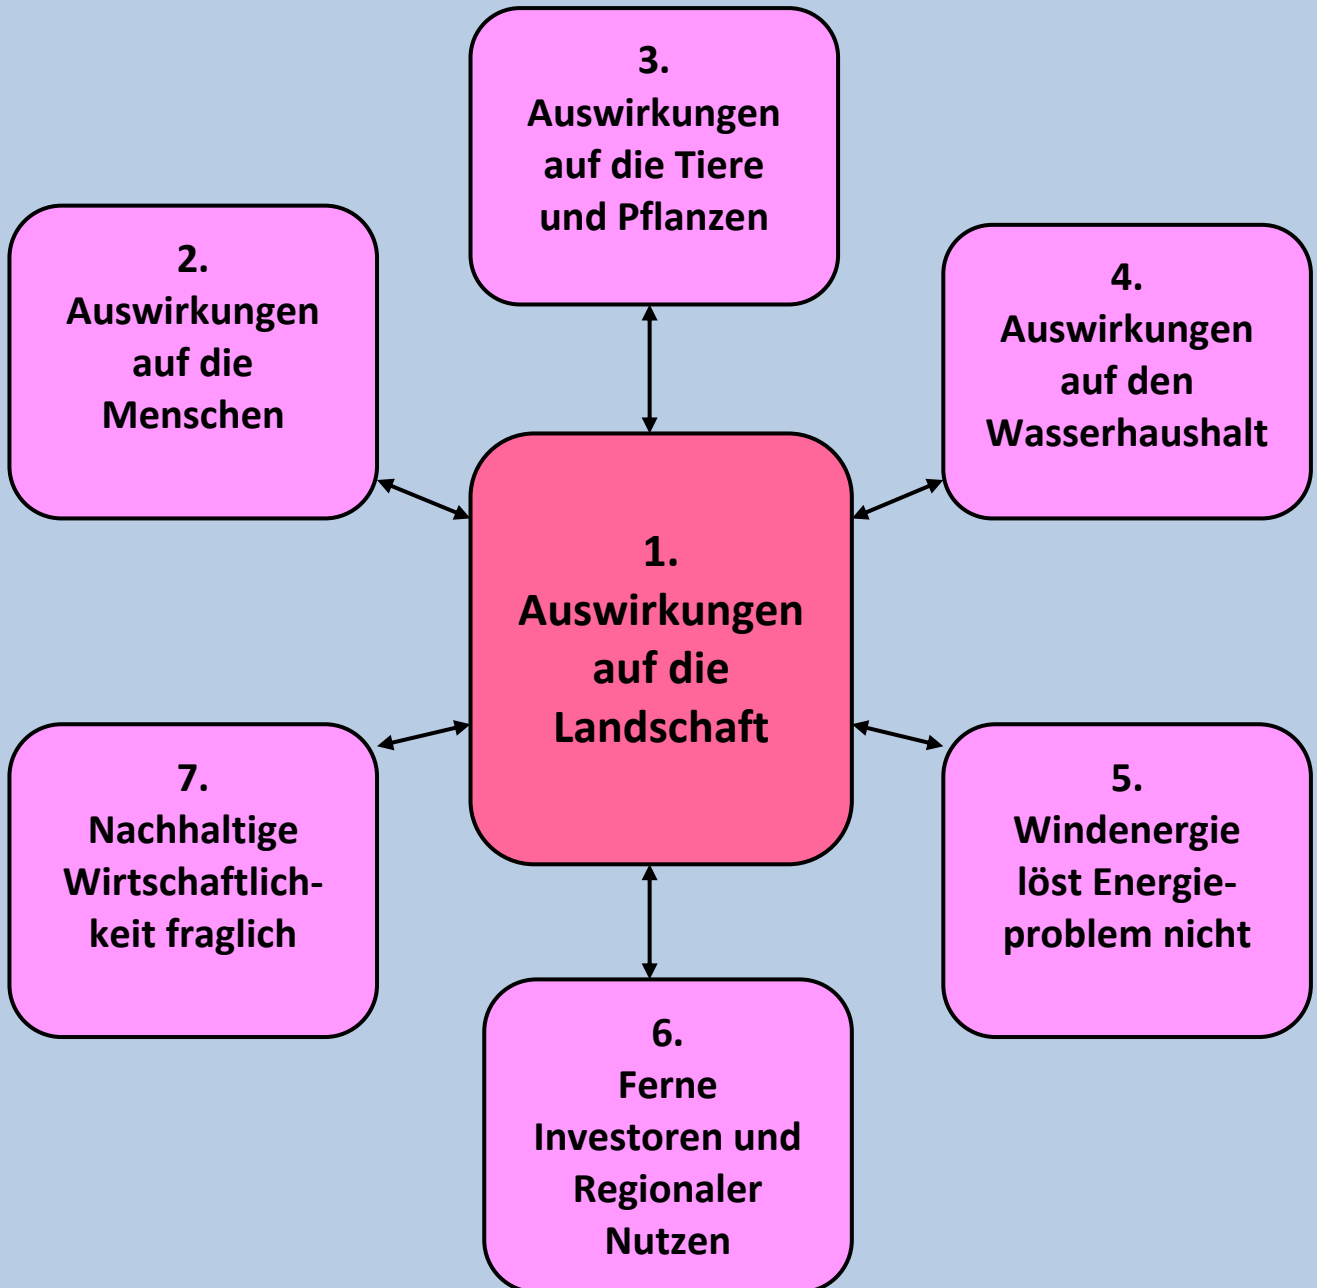 3.
Auswirkungen
auf die Tiere
und Pflanzen
2.
Auswirkungen
auf die
Menschen
4.
Auswirkungen
auf den
Wasserhaushalt
1.
Auswirkungen
auf die
Landschaft
7.
Nachhaltige
Wirtschaftlich-
keit fraglich
5.
Windenergie
löst Energie-
problem nicht
6.
Ferne
Investoren und
Regionaler
Nutzen